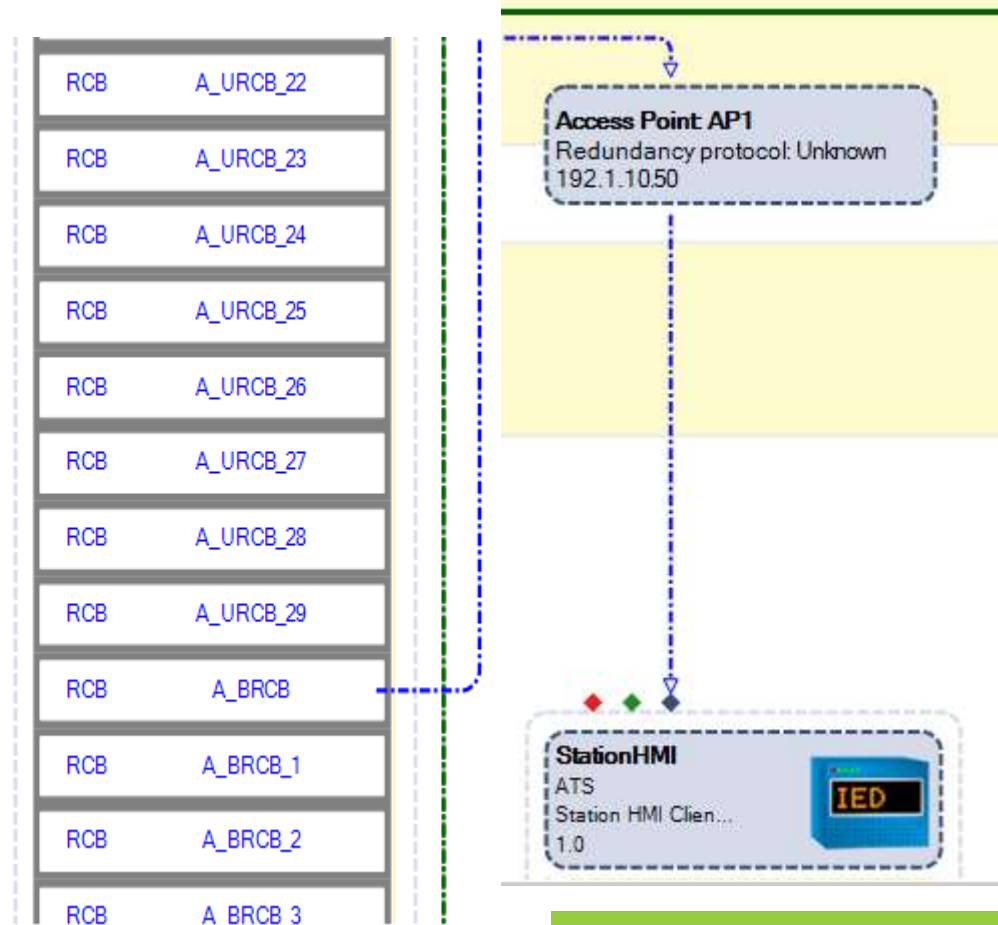 RCB A_URCB_22
RCB A_URCB_23
RCB A_URCB_24
RCB A_URCB_25
RCB A_URCB_26
RCB A_URCB_27
RCB A_URCB_28
RCB A_URCB_29
RCB A_BRCB
RCB A_BRCB_1
RCB A_BRCB_2
RCB A_BRCB_3
Access Point: AP1
Redundancy protocol: Unknown
192.1.10.50
StationHMI
ATS
Station HMI Clien...
1.0
IED